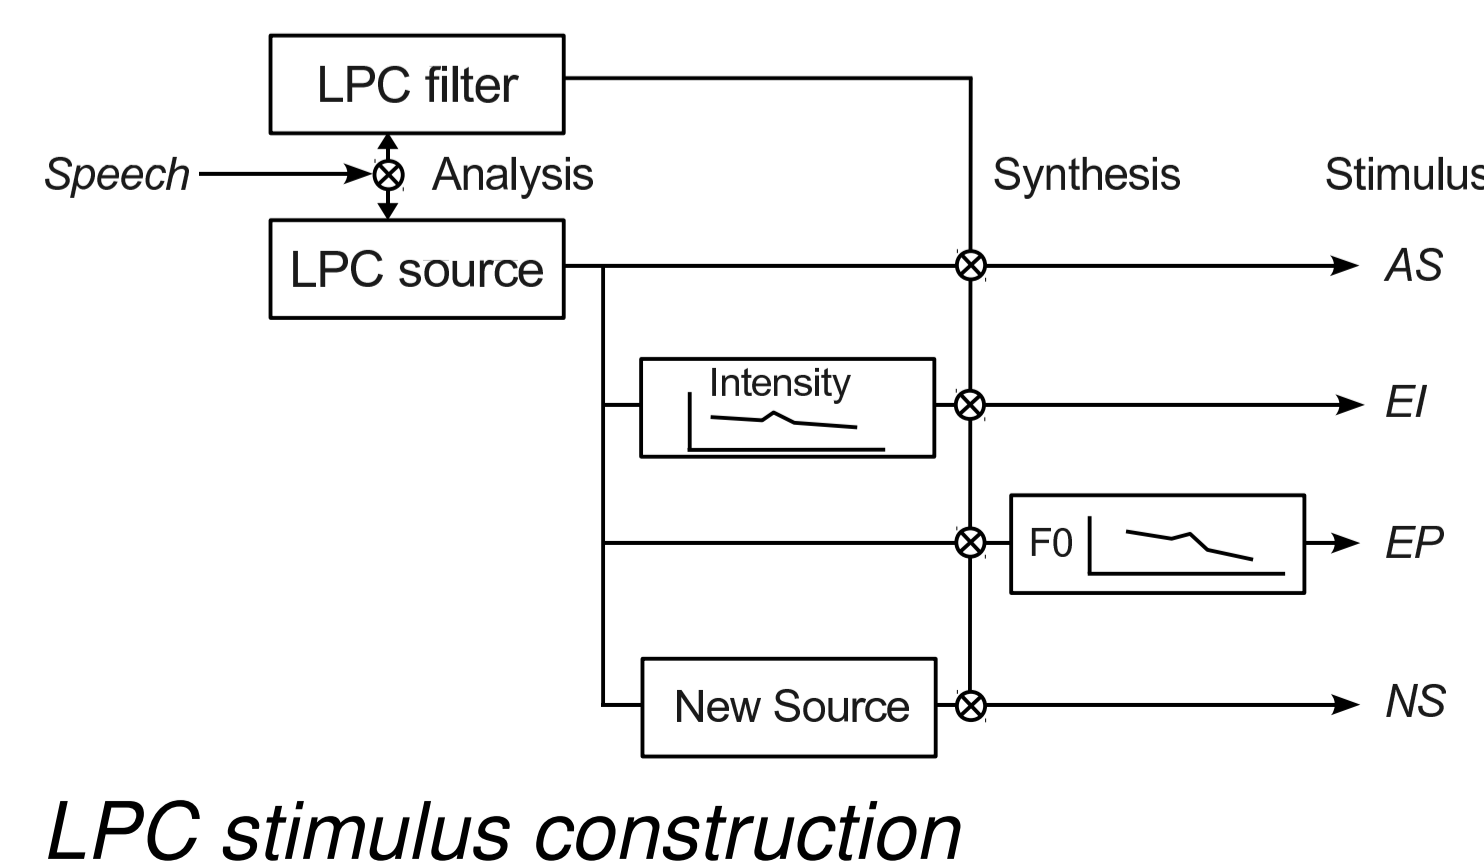 LPC filter
Speech
Analysis
Synthesis
Stimulus
LPC source
AS
Intensity
EI
F0
EP
New Source
NS
LPC stimulus construction